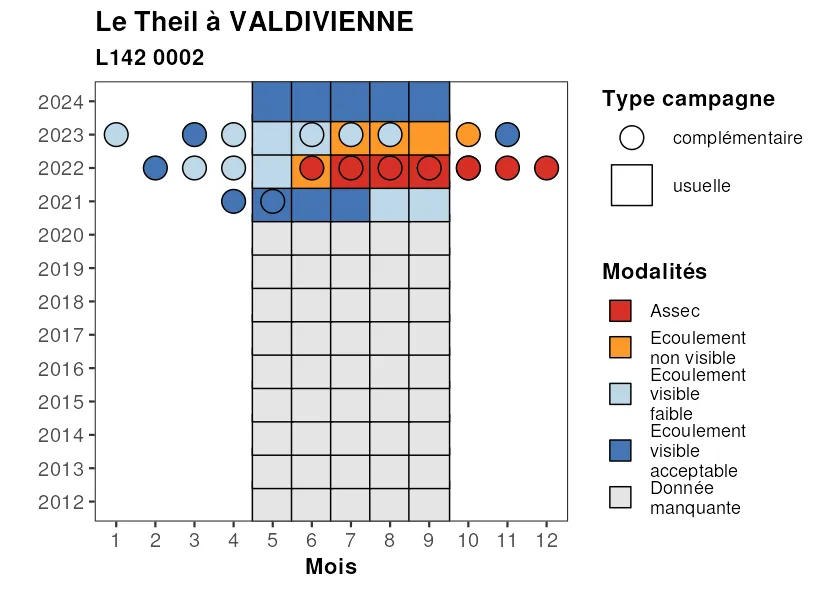 Le Theil à VALDIVIENNE
L142 0002
2024
2023
2022
2021
2020
2019
2018
2017
2016
2015
2014
2013
2012
1 2 3 4 5 6 7 8 9 10 11 12
Mois
Type campagne
complémentaire
usuelle
Modalités
Assec
Ecoulement
non visible
Ecoulement
visible
faible
Ecoulement
visible
acceptable
Donnée
manquante